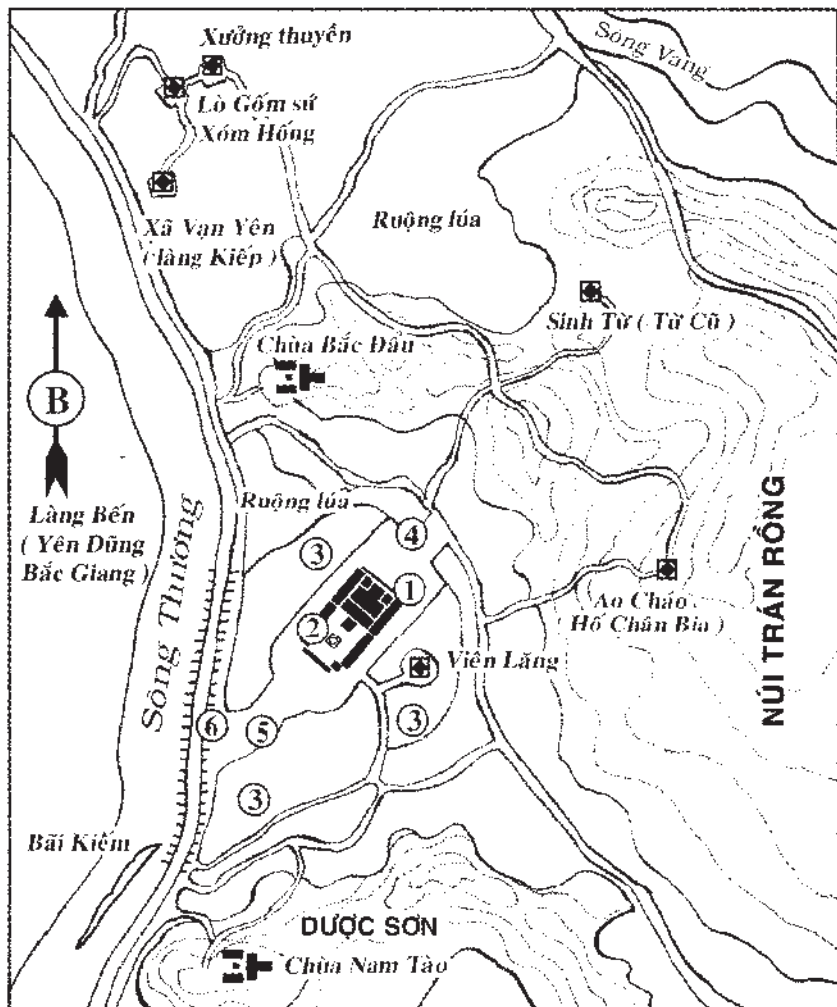 Xưởng thuyền
Sông Vang
Lò Gốm sứ
Xóm Hống
Xã Vạn Yên
( làng Kiếp )
Ruộng lúa
Sinh Từ ( Từ Cũ )
Chùa Bắc Đẩu
B
Làng Bến
( Yên Dũng
Bắc Giang )
Sông Thương
Ruộng lúa
4
3
1
2
Ao Cháo
Hố Chân Bia )
NÚI TRÁN RỒNG
Viên Lăng
3
6
5
3
Bãi Kiếm
DƯỢC SƠN
Chùa Nam Tào